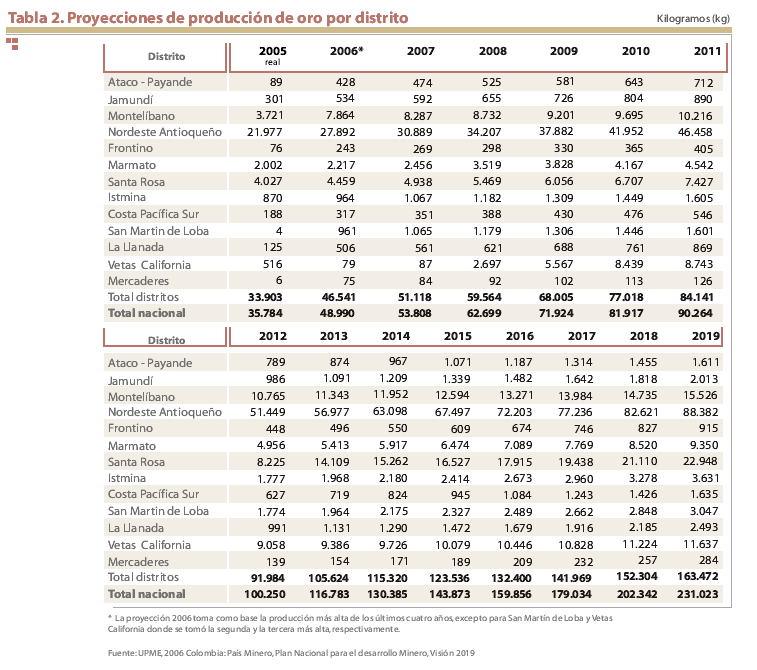 Tabla 2. Proyecciones de producción de oro por distrito
Kilogramos (kg)
Distrito 2005 2006* 2007 2008 2009 2010 2011
real
Ataco - Payande 89 428 474 525 581 643 712
Jamundí 301 534 592 655 726 804 890
Montelíbano 3.721 7.864 8.287 8.732 9.201 9.695 10.216
Nordeste Antioqueño 21.977 27.892 30.889 34.207 37.882 41.952 46.458
Frontino 76 243 269 298 330 365 405
Marmato 2.002 2.217 2.456 3.519 3.828 4.167 4.542
Santa Rosa 4.027 4.459 4.938 5.469 6.056 6.707 7.427
Istmina 870 964 1.067 1.182 1.309 1.449 1.605
Costa Pacífica Sur 188 317 351 388 430 476 546
San Martin de Loba 4 961 1.065 1.179 1.306 1.446 1.601
La Llanada 125 506 561 621 688 761 869
Vetas California 516 79 87 2.697 5.567 8.439 8.743
Mercaderes 6 75 84 92 102 113 126
Total distritos 33.903 46.541 51.118 59.564 68.005 77.018 84.141
Total nacional 35.784 48.990 53.808 62.699 71.924 81.917 90.264
Distrito 2012 2013 2014 2015 2016 2017 2018 2019
Ataco - Payande 789 874 967 1.071 1.187 1.314 1.455 1.611
Jamundí 986 1.091 1.209 1.339 1.482 1.642 1.818 2.013
Montelíbano 10.765 11.343 11.952 12.594 13.271 13.984 14.735 15.526
Nordeste Antioqueño 51.449 56.977 63.098 67.497 72.203 77.236 82.621 88.382
Frontino 448 496 550 609 674 746 827 915
Marmato 4.956 5.413 5.917 6.474 7.089 7.769 8.520 9.350
Santa Rosa 8.225 14.109 15.262 16.527 17.915 19.438 21.110 22.948
Istmina 1.777 1.968 2.180 2.414 2.673 2.960 3.278 3.631
Costa Pacífica Sur 627 719 824 945 1.084 1.243 1.426 1.635
San Martin de Loba 1.774 1.964 2.175 2.327 2.489 2.662 2.848 3.047
La Llanada 991 1.131 1.290 1.472 1.679 1.916 2.185 2.493
Vetas California 9.058 9.386 9.726 10.079 10.446 10.828 11.224 11.637
Mercaderes 139 154 171 189 209 232 257 284
Total distritos 91.984 105.624 115.320 123.536 132.400 141.969 152.304 163.472
Total nacional 100.250 116.783 130.385 143.873 159.856 179.034 202.342 231.023
* La proyección 2006 toma como base la producción más alta de los últimos cuatro años, excepto para San Martín de Loba y Vetas
California donde se tomó la segunda y la tercera más alta, respectivamente.
Fuente: UPME, 2006 Colombia: País Minero, Plan Nacional para el desarrollo Minero, Visión 2019